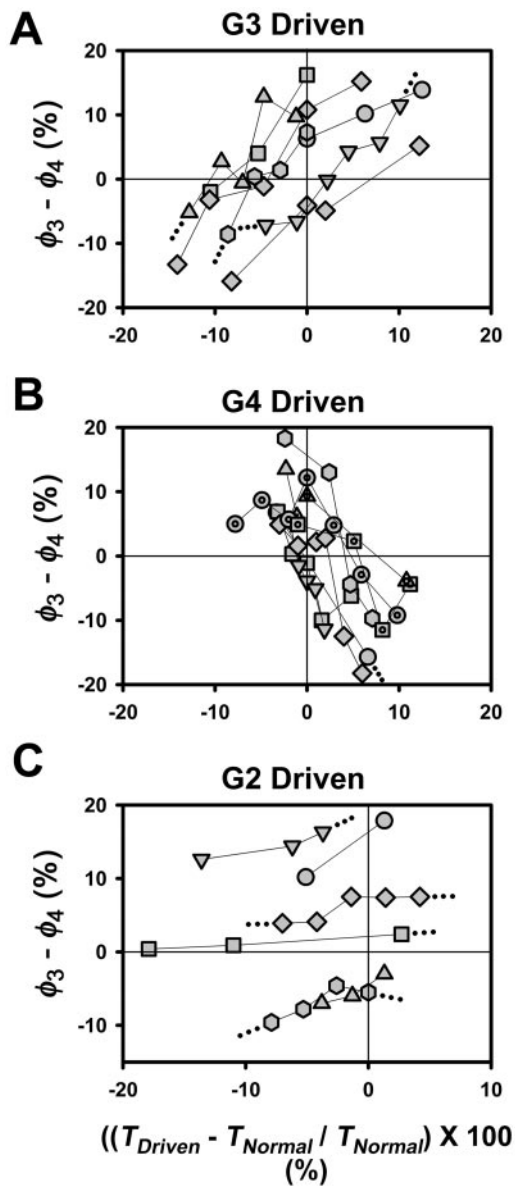 A
G3 Driven
20
10
0
-10
-20
ϕ3 - ϕ4 (%)
-20 -10 0 10 20
B
G4 Driven
20
10
0
-10
-20
ϕ3 - ϕ4 (%)
-20 -10 0 10 20
C
G2 Driven
20
10
0
-10
ϕ3 - ϕ4 (%)
-20 -10 0 10
((TDriven - TNormal / TNormal) X 100
(%)